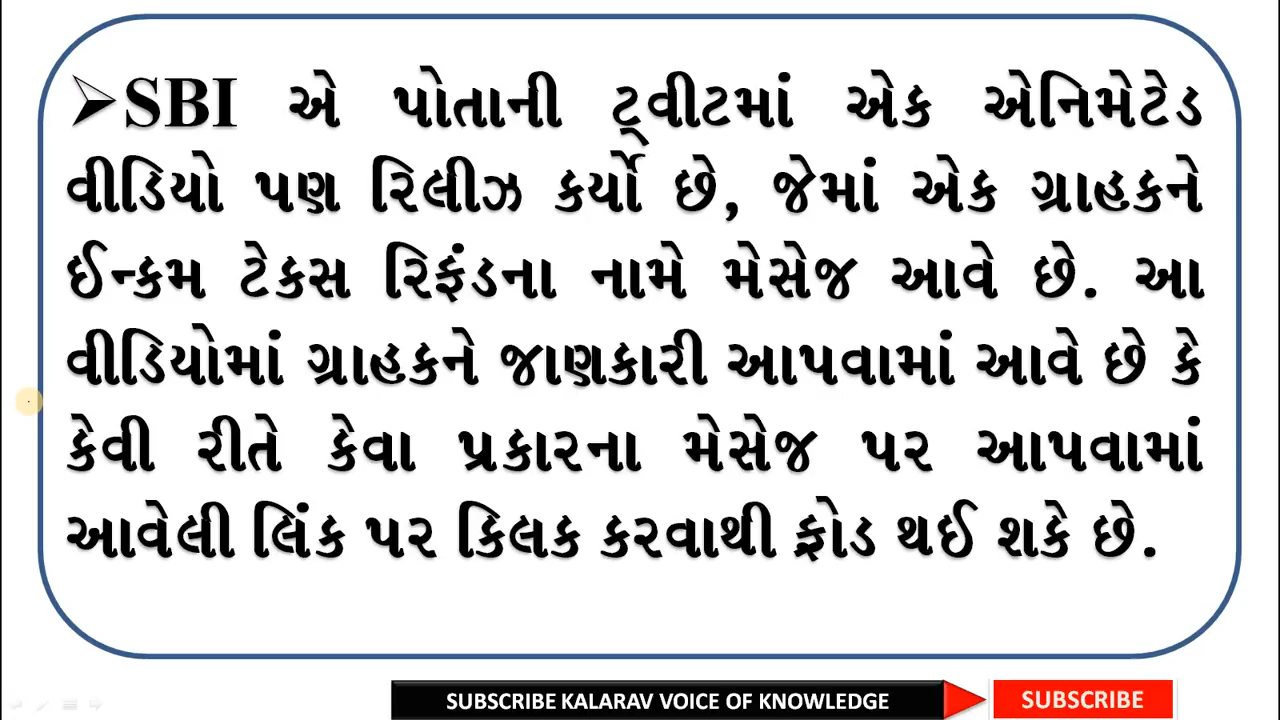 ➢SBI એ પોતાની ટ્વીટમાં એક એનિમેટેડ
વીડિયો પણ રિલીઝ કર્યો છે, જેમાં એક ગ્રાહકને
ઈન્કમ ટેકસ રિફંડના નામે મેસેજ આવે છે. આ
વીડિયોમાં ગ્રાહકને જાણકારી આપવામાં આવે છે કે
કેવી રીતે કેવા પ્રકારના મેસેજ પર આપવામાં
આવેલી લિંક પર કિલક કરવાથી ફ્રોડ થઈ શકે છે.
SUBSCRIBE KALARAV VOICE OF KNOWLEDGE
SUBSCRIBE